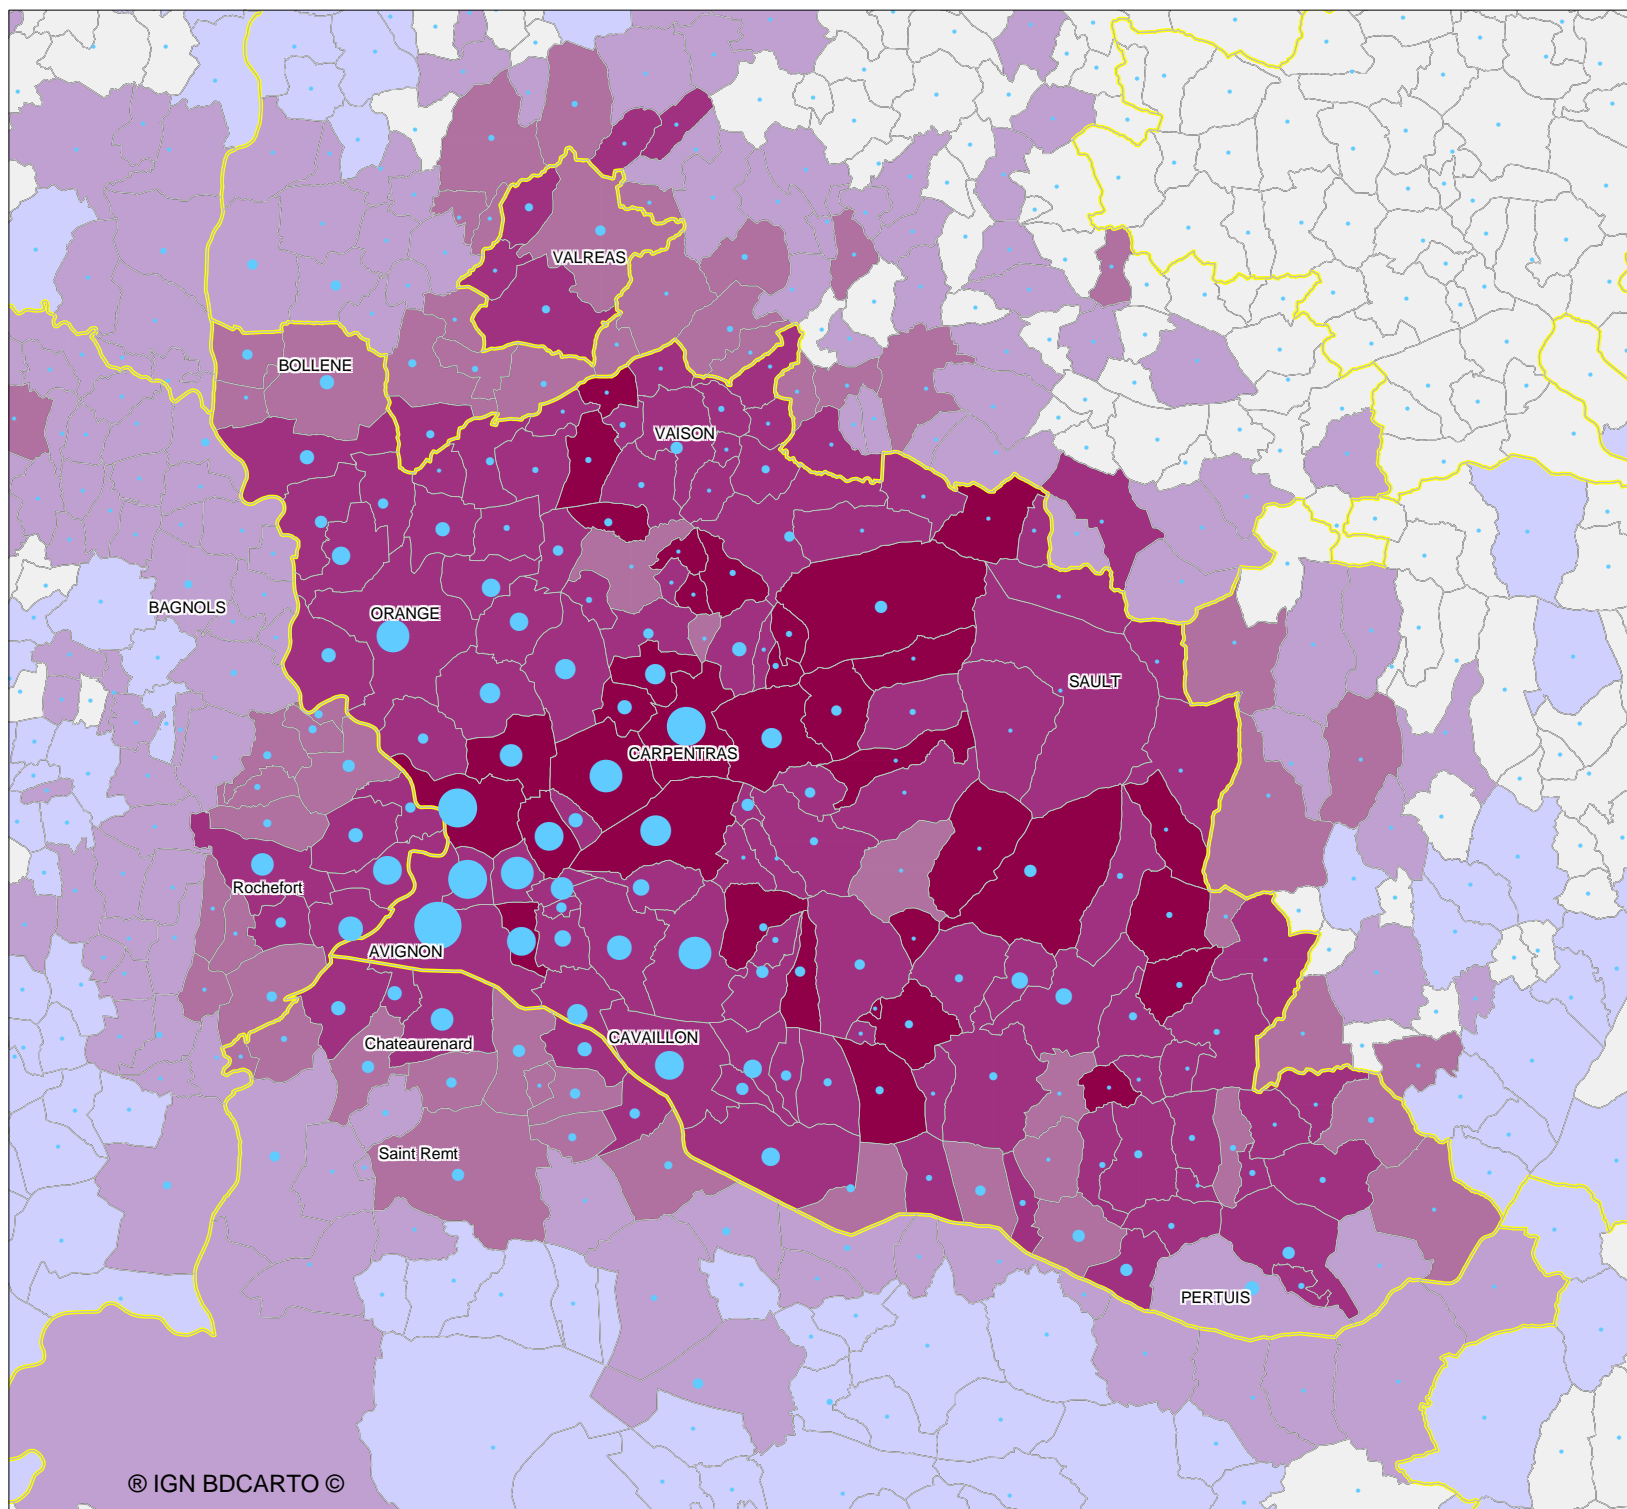 VALREAS
BOLLENE
VAISON
BAGNOLS
ORANGE
SAULT
CARPENTRAS
Rochefort
AVIGNON
CAVAILLON
Chateaurenard
Saint Remt
PERTUIS
® IGN BDCARTO ©